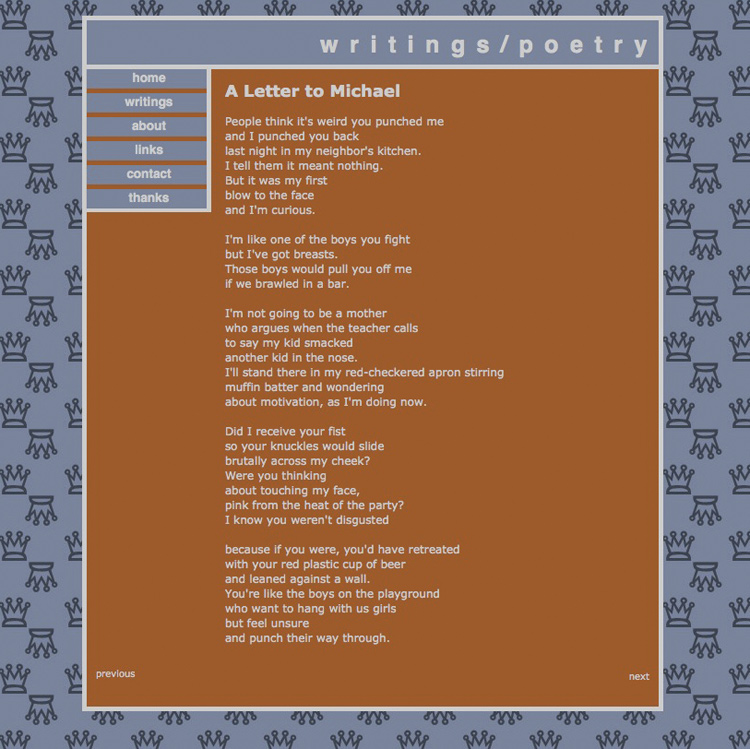 writings/poetry
home
writings
about
links
contact
thanks
A Letter to Michael
People think it's weird you punched me
and I punched you back
last night in my neighbor's kitchen.
I tell them it meant nothing.
But it was my first
blow to the face
and I'm curious.
I'm like one of the boys you fight
but I've got breasts.
Those boys would pull you off me
if we brawled in a bar.
I'm not going to be a mother
who argues when the teacher calls
to say my kid smacked
another kid in the nose.
I'll stand there in my red-checkered apron stirring
muffin batter and wondering
about motivation, as I'm doing now.
Did I receive your fist
so your knuckles would slide
brutally across my cheek?
Were you thinking
about touching my face,
pink from the heat of the party?
I know you weren't disgusted
because if you were, you'd have retreated
with your red plastic cup of beer
and leaned against a wall.
You're like the boys on the playground
who want to hang with us girls
but feel unsure
and punch their way through.
previous
next